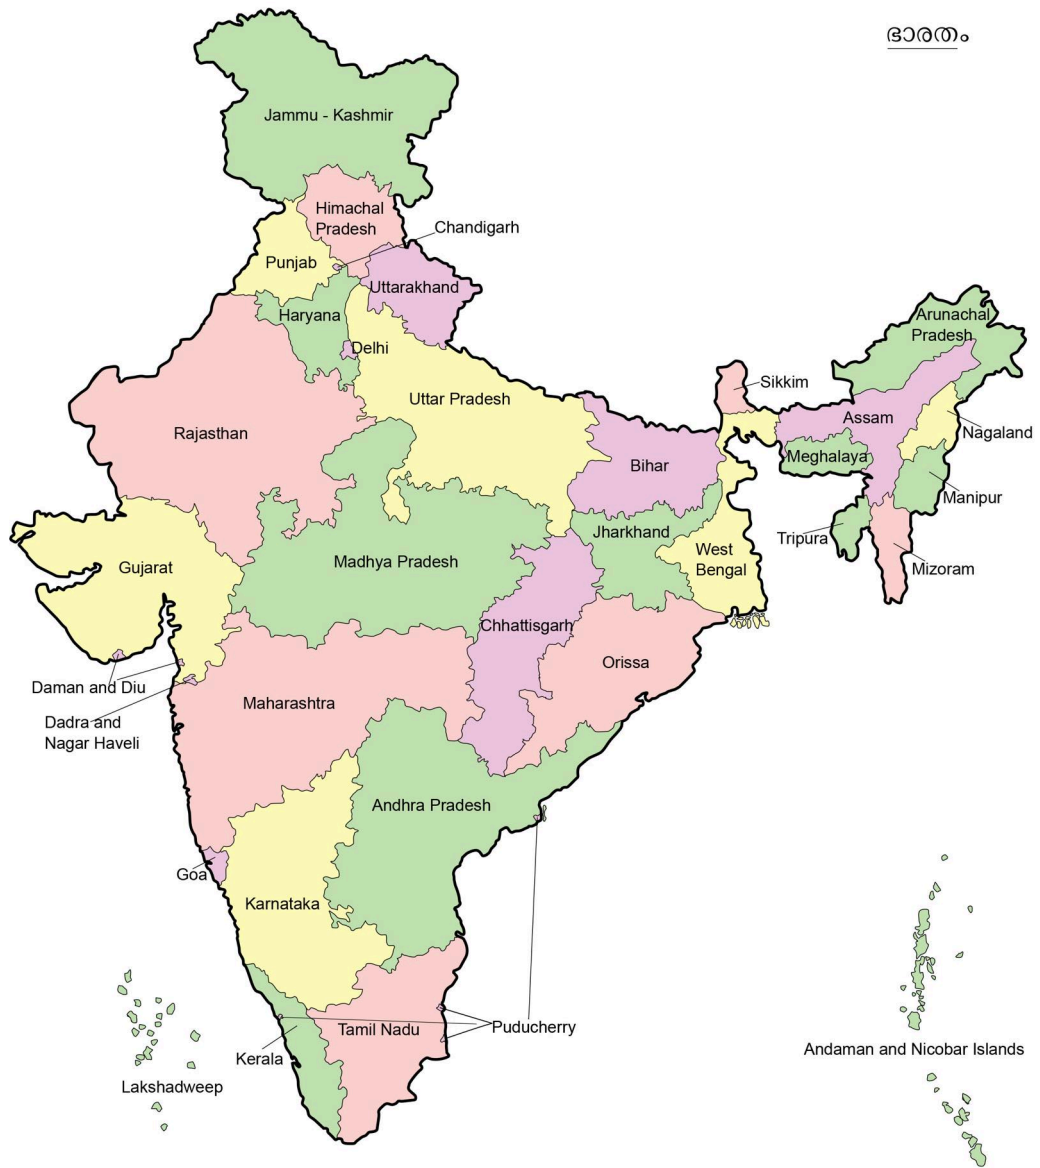 ഭാരതം
Jammu - Kashmir
Himachal
Pradesh
Chandigarh
Punjab
Uttarakhand
Haryana
Arunachal
Pradesh
Delhi
Sikkim
Uttar Pradesh
Assam
Rajasthan
Nagaland
Meghalaya
Bihar
Manipur
Jharkhand
Tripura
West
Bengal
Madhya Pradesh
Gujarat
Mizoram
Chhattisgarh
Orissa
Daman and Diu
Maharashtra
Dadra and
Nagar Haveli
Andhra Pradesh
Goa
Karnataka
Puducherry
Tamil Nadu
Andaman and Nicobar Islands
Kerala
Lakshadweep